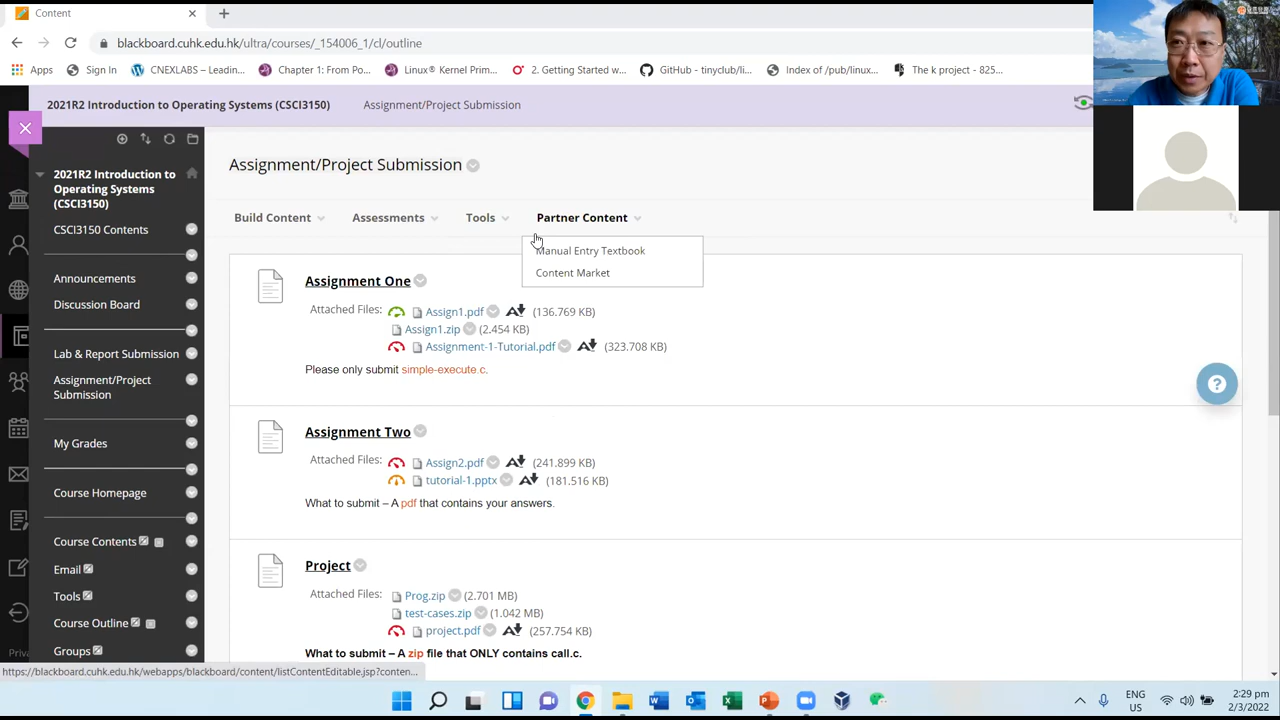 Content
blackboard.cuhk.edu.hk/ultra/courses/_154006_1/cl/outline
Apps Sign In CNEXLABS – Leadin... Chapter 1: From Po... Linux® Kernel Prim... 2. Getting Started w... GitHub - tinyclub/li... Index of /pub/linux... The k project - 825...
2021R2 Introduction to Operating Systems (CSCI3150) Assignment/Project Submission
2021R2 Introduction to
Operating Systems
(CSCI3150)
CSCI3150 Contents
Announcements
Discussion Board
Lab & Report Submission
Assignment/Project
Submission
My Grades
Course Homepage
Course Contents
Email
Tools
Course Outline
Groups
Assignment/Project Submission
Build Content Assessments Tools Partner Content
Manual Entry Textbook
Content Market
Assignment One
Attached Files: Assign1.pdf (136.769 KB)
Assign1.zip (2.454 KB)
Assignment-1-Tutorial.pdf (323.708 KB)
Please only submit simple-execute.c.
Assignment Two
Attached Files: Assign2.pdf (241.899 KB)
tutorial-1.pptx (181.516 KB)
What to submit – A pdf that contains your answers.
Project
Attached Files: Prog.zip (2.701 MB)
test-cases.zip (1.042 MB)
project.pdf (257.754 KB)
What to submit – A zip file that ONLY contains call.c.
Priva
https://blackboard.cuhk.edu.hk/webapps/blackboard/content/listContentEditable.jsp?conten...
ENG
US
2:29 pm
2/3/2022